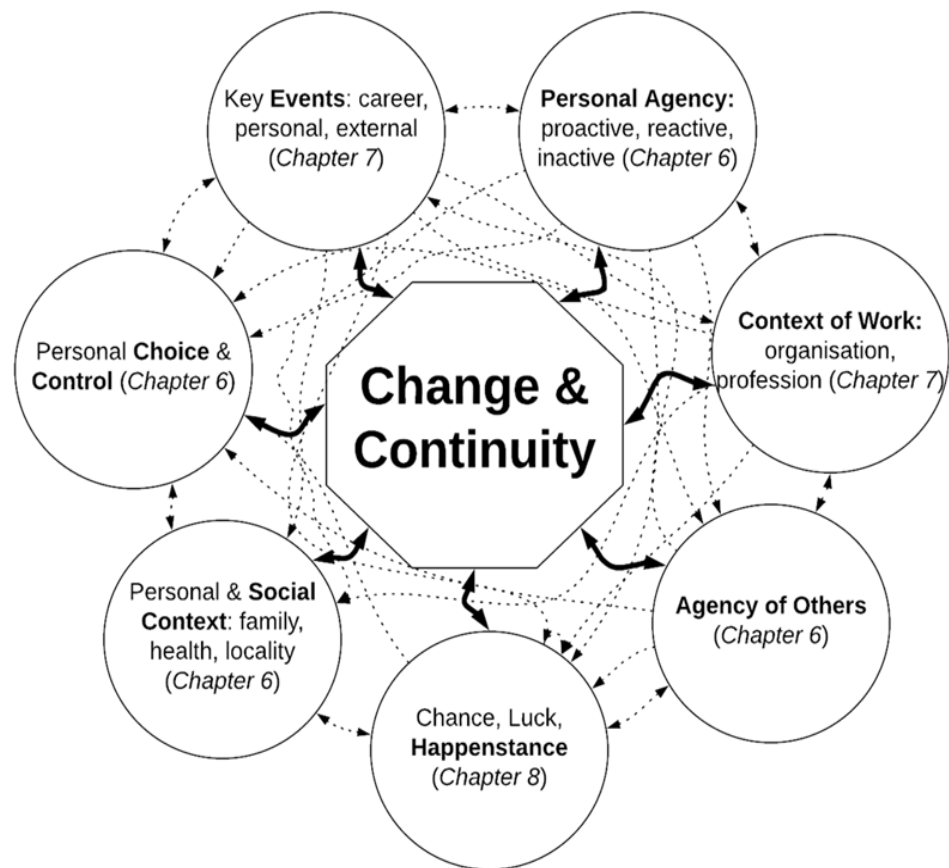 Key Events: career,
personal, external
(Chapter 7)
Personal Agency:
proactive, reactive,
inactive (Chapter 6)
Personal Choice &
Control (Chapter 6)
Change &
Continuity
Context of Work:
organisation,
profession (Chapter 7)
Personal & Social
Context: family,
health, locality
(Chapter 6)
Agency of Others
(Chapter 6)
Chance, Luck,
Happenstance
(Chapter 8)